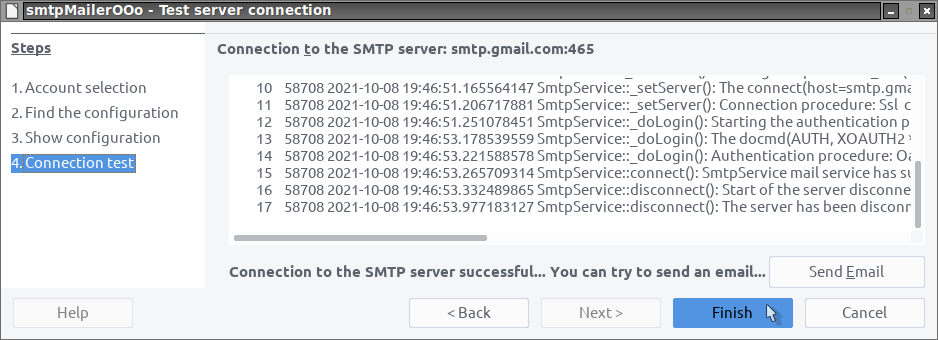 smtpMailerOOo - Test server connection
Steps
1. Account selection
2. Find the configuration
3. Show configuration
4. Connection test
Connection to the SMTP server: smtp.gmail.com:465
10 58708 2021-10-08 19:46:51.165564147 SmtpService::_setServer(): The connect(host=smtp.gma
11 58708 2021-10-08 19:46:51.206717881 SmtpService::_setServer(): Connection procedure: Ssl c
12 58708 2021-10-08 19:46:51.251078451 SmtpService::_doLogin(): Starting the authentication p
13 58708 2021-10-08 19:46:53.178539559 SmtpService::_doLogin(): The docmd(AUTH, XOAUTH2 *
14 58708 2021-10-08 19:46:53.221588578 SmtpService::_doLogin(): Authentication procedure: Oa
15 58708 2021-10-08 19:46:53.265709314 SmtpService::connect(): SmtpService mail service has su
16 58708 2021-10-08 19:46:53.332489865 SmtpService::disconnect(): Start of the server disconne
17 58708 2021-10-08 19:46:53.977183127 SmtpService::disconnect(): The server has been disconn
Connection to the SMTP server successful... You can try to send an email...
Send Email
Help
< Back
Next >
Finish
Cancel